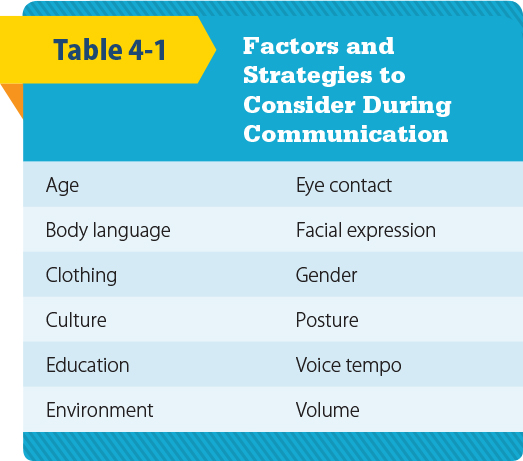 Table 4-1
Factors and
Strategies to
Consider During
Communication
Age Eye contact
Body language Facial expression
Clothing Gender
Culture Posture
Education Voice tempo
Environment Volume